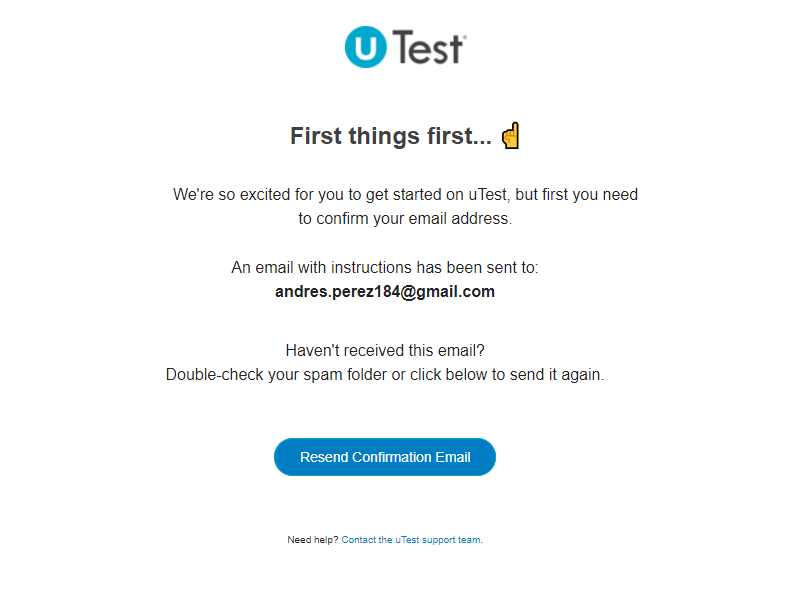 u Test
First things first... ☝
We're so excited for you to get started on uTest, but first you need
to confirm your email address.
An email with instructions has been sent to:
andres.perez184@gmail.com
Haven't received this email?
Double-check your spam folder or click below to send it again.
Resend Confirmation Email
Need help? Contact the uTest support team.